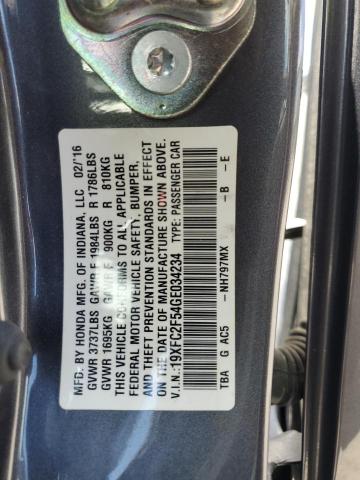 MFD. BY HONDA MFG. OF INDIANA, LLC 02/'16
GVWR 3737LBS GAWR F 1984LBS R 1786LBS
GVWR 1695KG GAWR F 900KG R 810KG
THIS VEHICLE CONFORMS TO ALL APPLICABLE
FEDERAL MOTOR VEHICLE SAFETY, BUMPER,
AND THEFT PREVENTION STANDARDS IN EFFECT
ON THE DATE OF MANUFACTURE SHOWN ABOVE.
V.I.N.:19XFC2F54GE034234 TYPE: PASSENGER CAR
TBA G AC5 -NH797MX -B -E